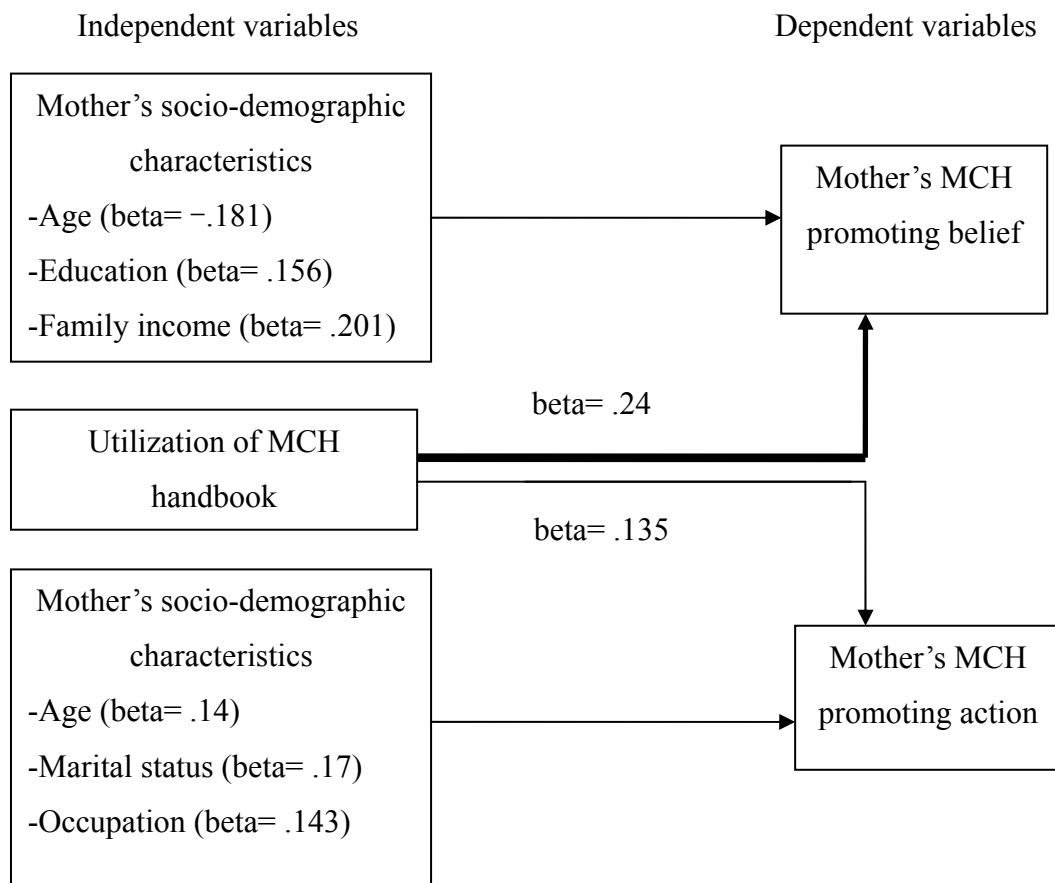 Independent variables
Dependent variables
Mother’s socio-demographic
characteristics
-Age (beta= −.181)
-Education (beta= .156)
-Family income (beta= .201)
Mother’s MCH
promoting belief
Utilization of MCH
handbook
beta= .24
beta= .135
Mother’s socio-demographic
characteristics
-Age (beta= .14)
-Marital status (beta= .17)
-Occupation (beta= .143)
Mother’s MCH
promoting action